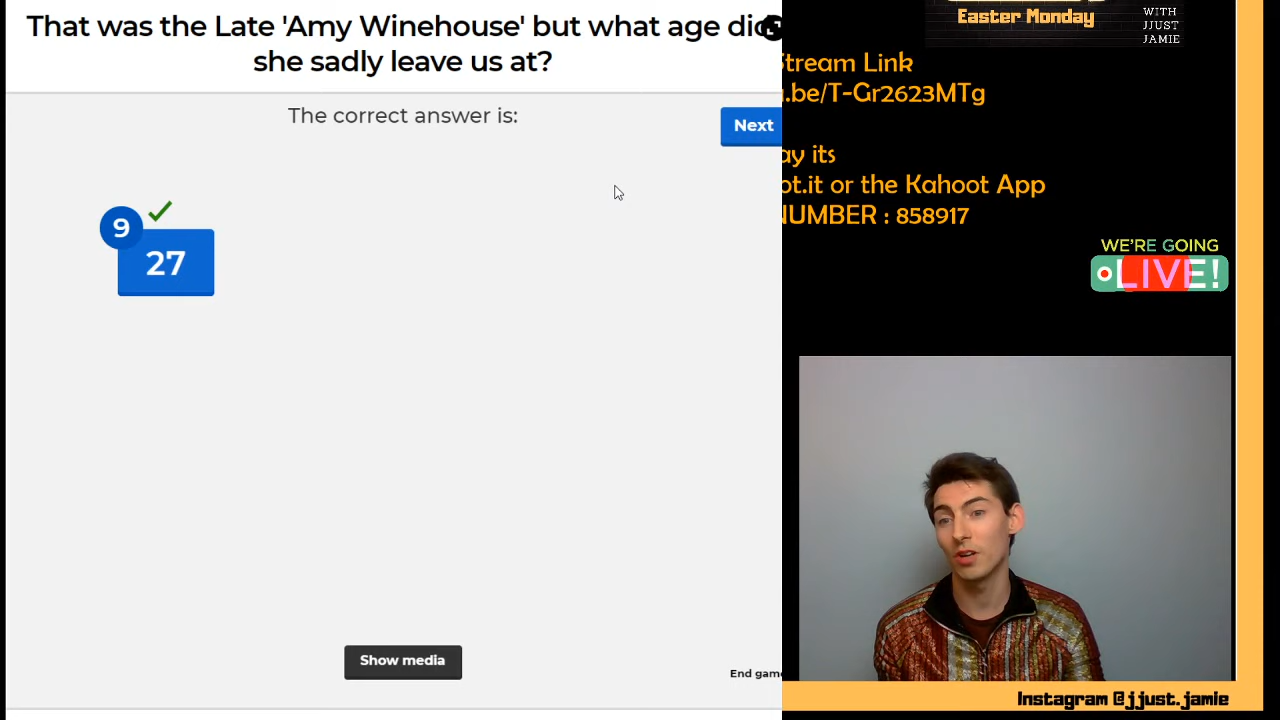 That was the Late 'Amy Winehouse' but what age did
she sadly leave us at?
The correct answer is:
Next
9
27
Show media
End game
Easter Monday
WITH
JJUST
JAMIE
Stream Link
.be/T-Gr2623MTg
ay its
ot.it or the Kahoot App
NUMBER : 858917
WE'RE GOING
LIVE!
Instagram @jjust.jamie